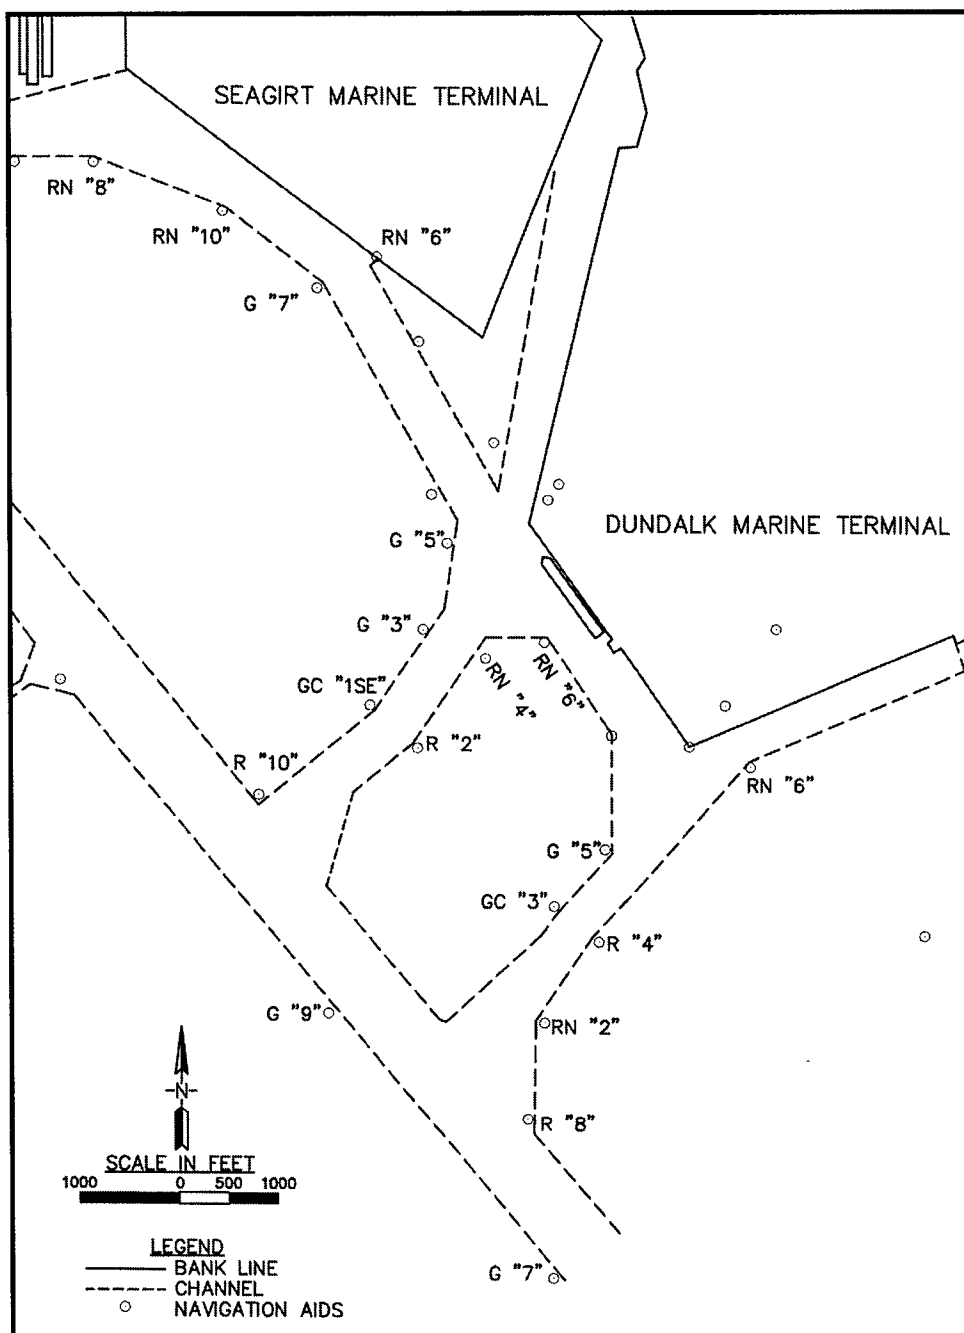 SEAGIRT MARINE TERMINAL
RN "8"
RN "10"
RN "6"
G "7"
DUNDALK MARINE TERMINAL
G "5"
G "3"
RN "4"
RN "6"
GC "1SE"
R "2"
R "10"
RN "6"
G "5"
GC "3"
R "4"
G "9"
RN "2"
N
R "8"
SCALE IN FEET
1000 0 500 1000
LEGEND
BANK LINE
CHANNEL
NAVIGATION AIDS
G "7"